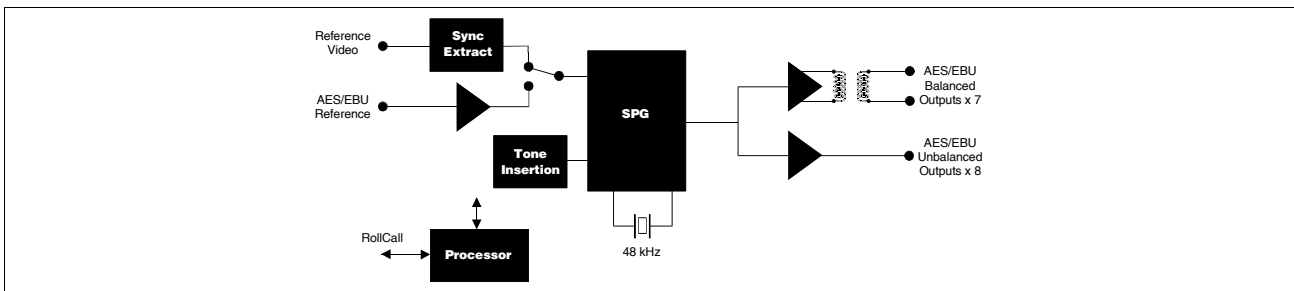 Reference
Video
Sync
Extract
AES/EBU
Reference
SPG
Tone
Insertion
AES/EBU
Balanced
Outputs x 7
AES/EBU
Unbalanced
Outputs x 8
RollCall
Processor
48 kHz